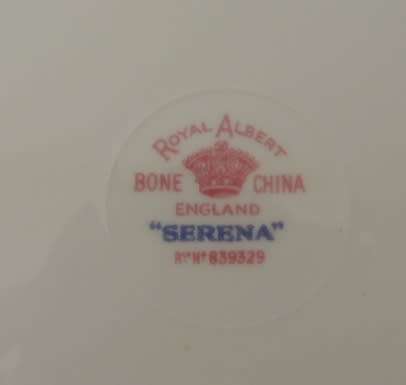 ROYAL ALBERT
BONE CHINA
ENGLAND
"SERENA"
Rᴰ Nº 839329